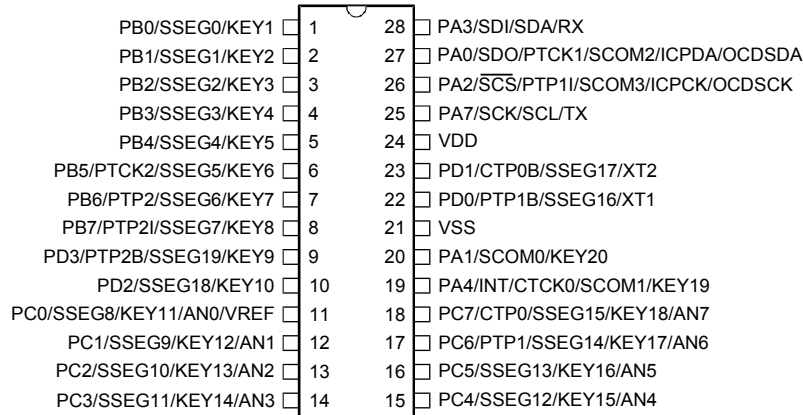 PB0/SSEG0/KEY1 1 28 PA3/SDI/SDA/RX
PB1/SSEG1/KEY2 2 27 PA0/SDO/PTCK1/SCOM2/ICPDA/OCDSDA
PB2/SSEG2/KEY3 3 26 PA2/SCS/PTP1I/SCOM3/ICPCK/OCDSCK
PB3/SSEG3/KEY4 4 25 PA7/SCK/SCL/TX
PB4/SSEG4/KEY5 5 24 VDD
PB5/PTCK2/SSEG5/KEY6 6 23 PD1/CTP0B/SSEG17/XT2
PB6/PTP2/SSEG6/KEY7 7 22 PD0/PTP1B/SSEG16/XT1
PB7/PTP2I/SSEG7/KEY8 8 21 VSS
PD3/PTP2B/SSEG19/KEY9 9 20 PA1/SCOM0/KEY20
PD2/SSEG18/KEY10 10 19 PA4/INT/CTCK0/SCOM1/KEY19
PC0/SSEG8/KEY11/AN0/VREF 11 18 PC7/CTP0/SSEG15/KEY18/AN7
PC1/SSEG9/KEY12/AN1 12 17 PC6/PTP1/SSEG14/KEY17/AN6
PC2/SSEG10/KEY13/AN2 13 16 PC5/SSEG13/KEY16/AN5
PC3/SSEG11/KEY14/AN3 14 15 PC4/SSEG12/KEY15/AN4